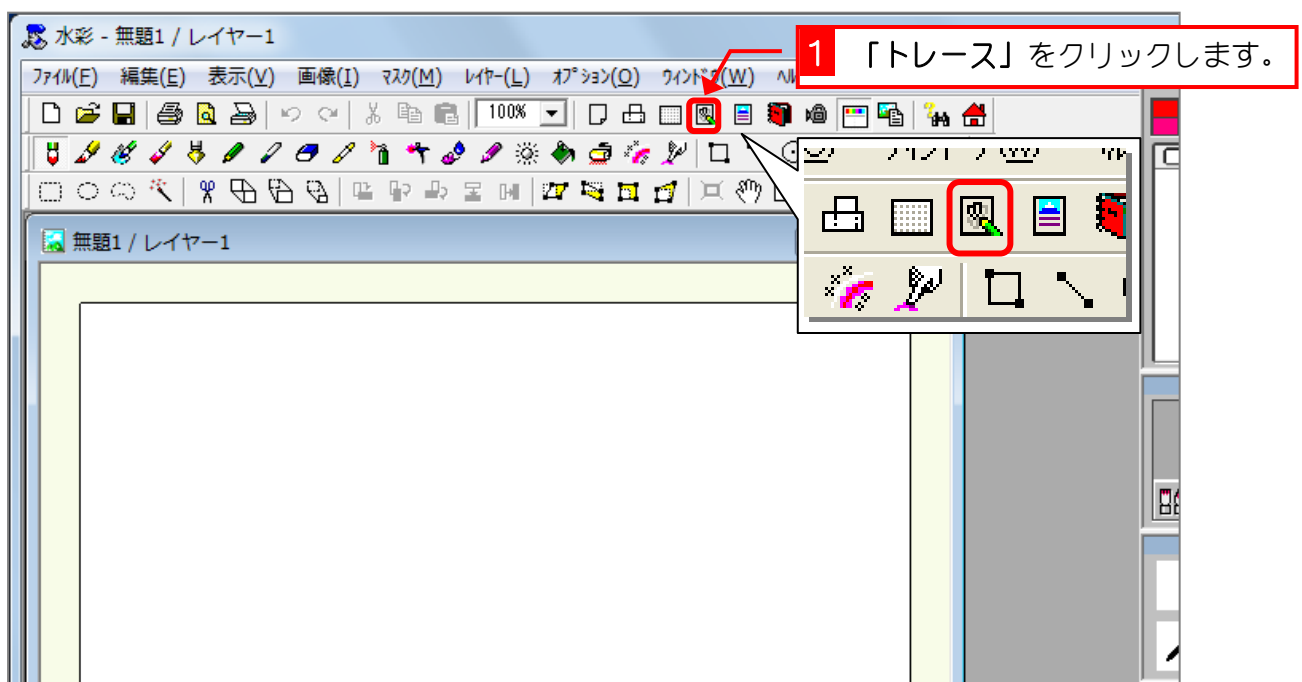 水彩 - 無題1 / レイヤー1
1 「トレース」をクリックします。
ﾌｧｲﾙ(F) 編集(E) 表示(V) 画像(I) ﾏｽｸ(M) ﾚｲﾔｰ(L) ｵﾌﾟｼｮﾝ(O) ｳｨﾝﾄﾞｳ(W)
100%
無題1 / レイヤー1